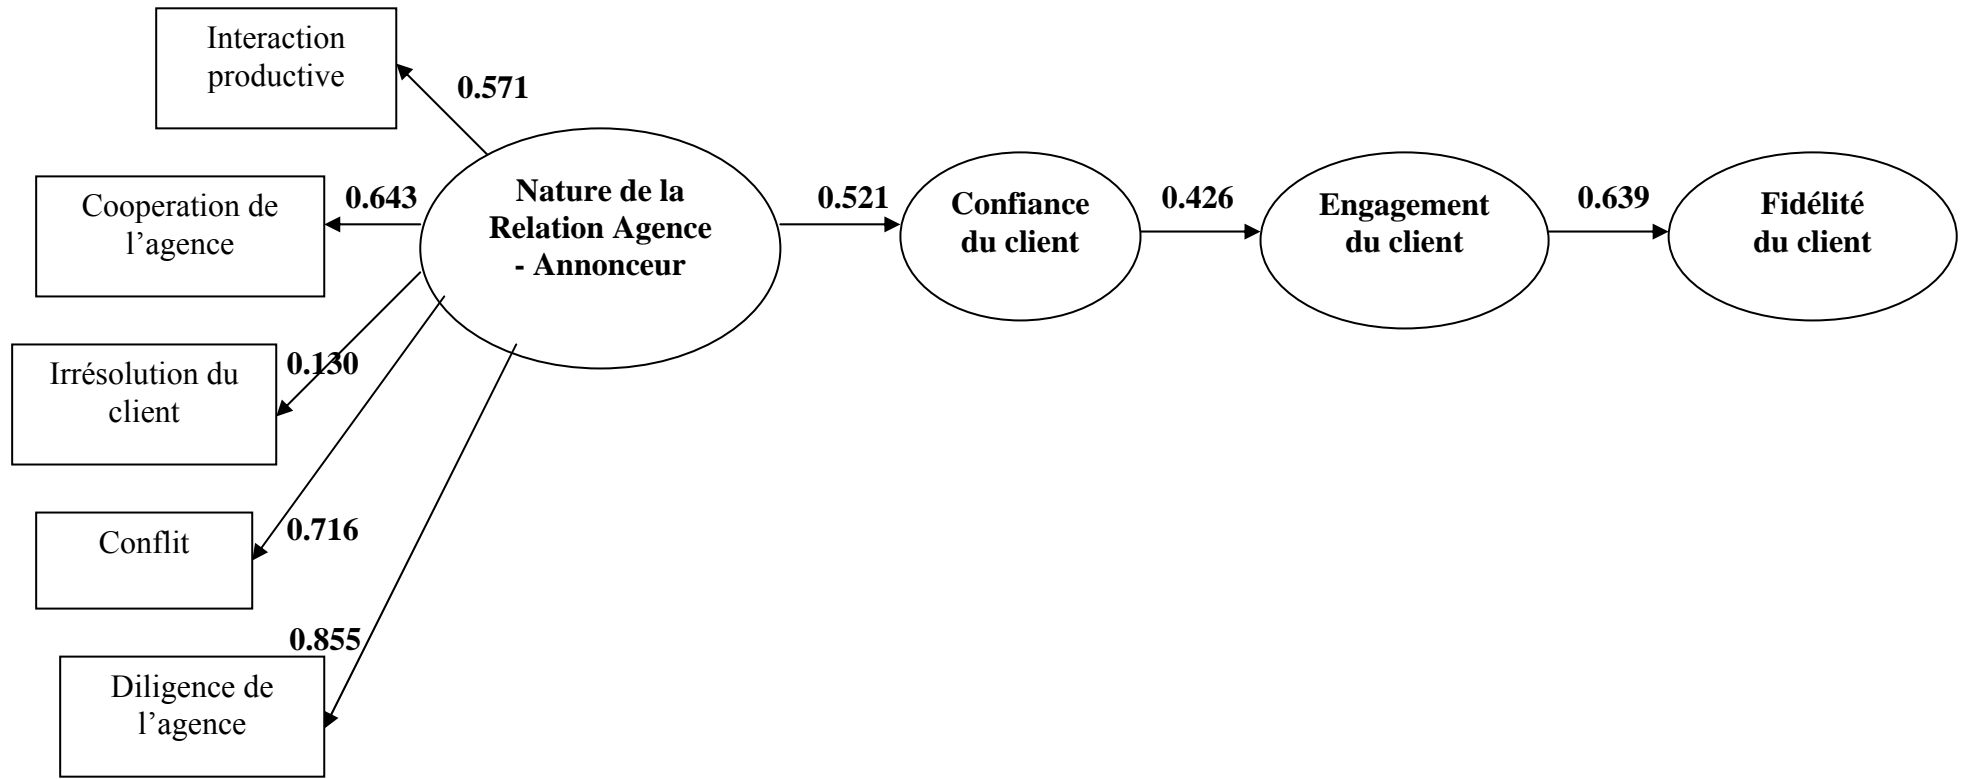 Interaction
productive
0.571
Cooperation de
l’agence
0.643
Irrésolution du
client
0.130
Conflit
0.716
Diligence de
l’agence
0.855
Nature de la
Relation Agence
- Annonceur
0.521
Confiance
du client
0.426
Engagement
du client
0.639
Fidélité
du client